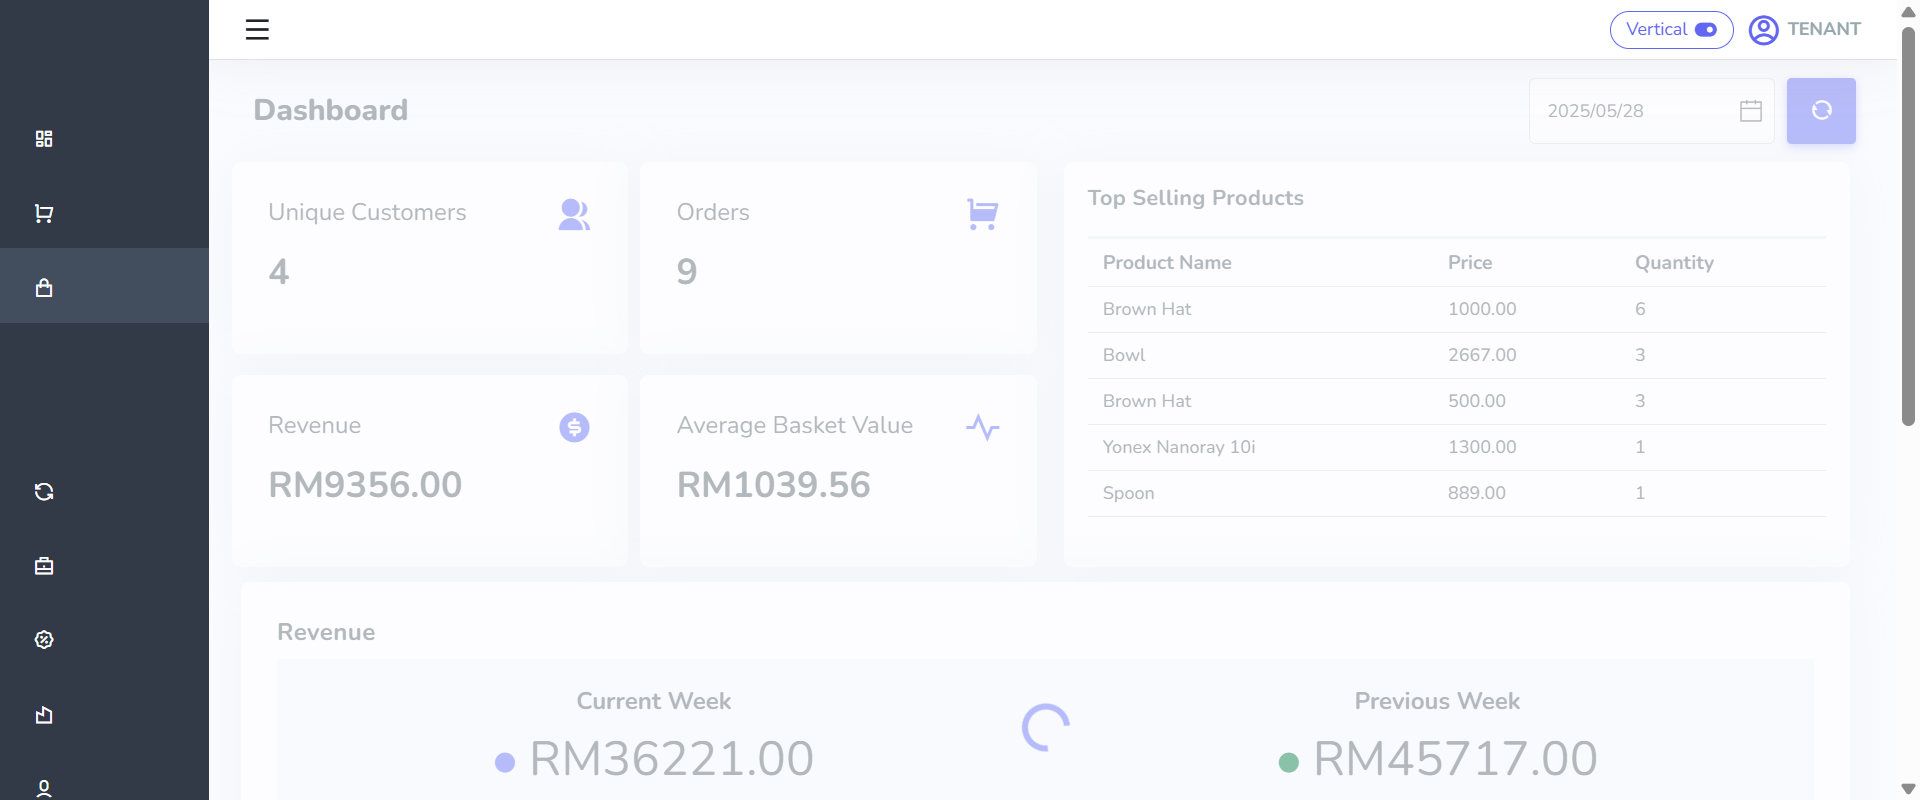 Vertical
TENANT
Dashboard
2025/05/28
Unique Customers
4
Orders
9
Revenue
RM9356.00
Average Basket Value
RM1039.56
Top Selling Products
Product Name Price Quantity
Brown Hat 1000.00 6
Bowl 2667.00 3
Brown Hat 500.00 3
Yonex Nanoray 10i 1300.00 1
Spoon 889.00 1
Revenue
Current Week
RM36221.00
Previous Week
RM45717.00